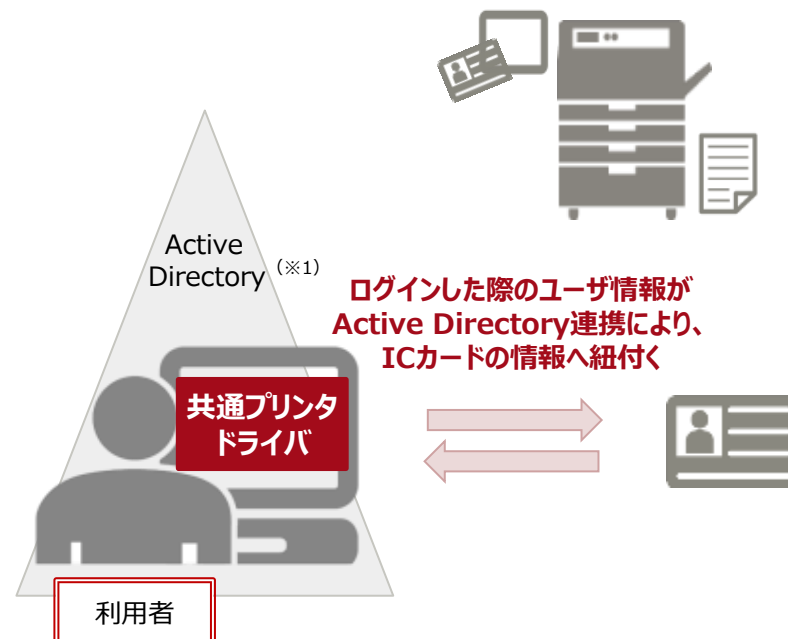 Active
Directory（※1）
ログインした際のユーザ情報が
Active Directory連携により、
ICカードの情報へ紐付く
共通プリンタ
ドライバ
利用者